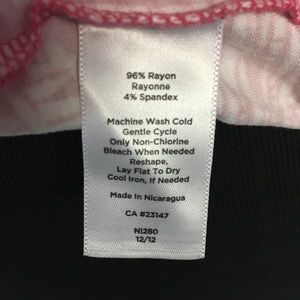 96% Rayon
Rayonne
4% Spandex
Machine Wash Cold
Gentle Cycle
Only Non-Chlorine
Bleach When Needed
Reshape,
Lay Flat To Dry
Cool Iron, If Needed
Made In Nicaragua
CA #23147
NI280
12/12